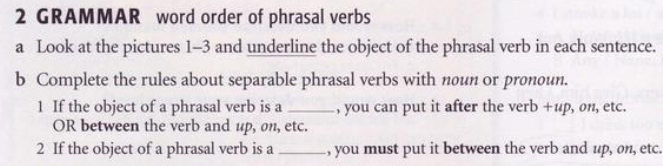 2 GRAMMAR word order of phrasal verbs
a Look at the pictures 1–3 and underline the object of the phrasal verb in each sentence.
b Complete the rules about separable phrasal verbs with noun or pronoun.
1 If the object of a phrasal verb is a ______, you can put it after the verb +up, on, etc.
OR between the verb and up, on, etc.
2 If the object of a phrasal verb is a ______, you must put it between the verb and up, on, etc.